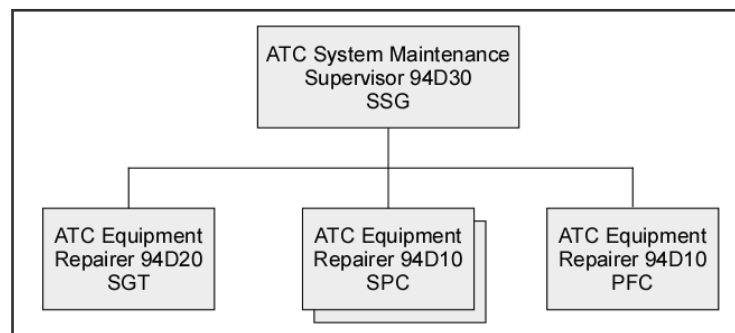 ATC System Maintenance
Supervisor 94D30
SSG
ATC Equipment
Repairer 94D20
SGT
ATC Equipment
Repairer 94D10
SPC
ATC Equipment
Repairer 94D10
PFC